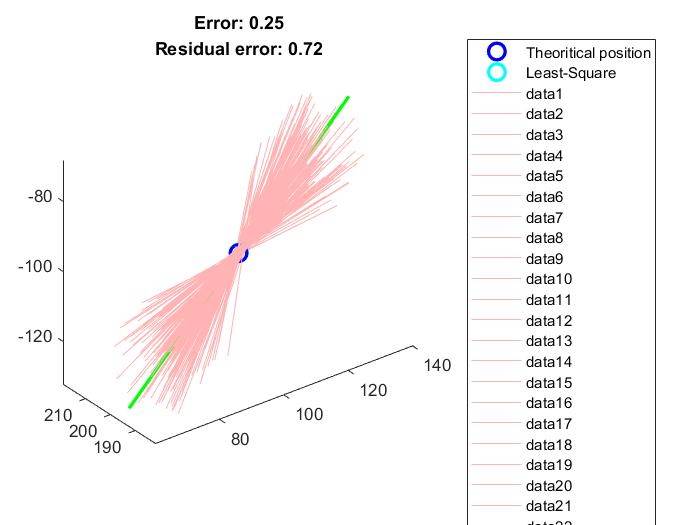 Error: 0.25
Residual error: 0.72
Theoritical position
Least-Square
data1
data2
data3
data4
data5
data6
data7
data8
data9
data10
data11
data12
data13
data14
data15
data16
data17
data18
data19
data20
data21
-80
-100
-120
210
200
190
80
100
120
140